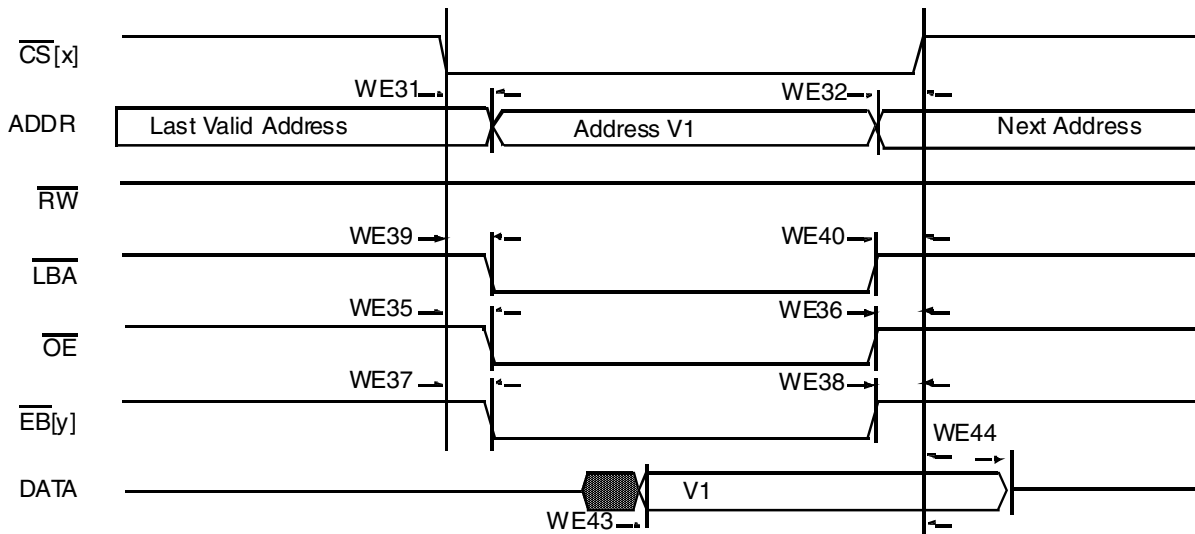 CS[x]
WE31
WE32
ADDR
Last Valid Address
Address V1
Next Address
RW
WE39
WE40
LBA
WE35
WE36
OE
WE37
WE38
EB[y]
WE44
DATA
V1
WE43